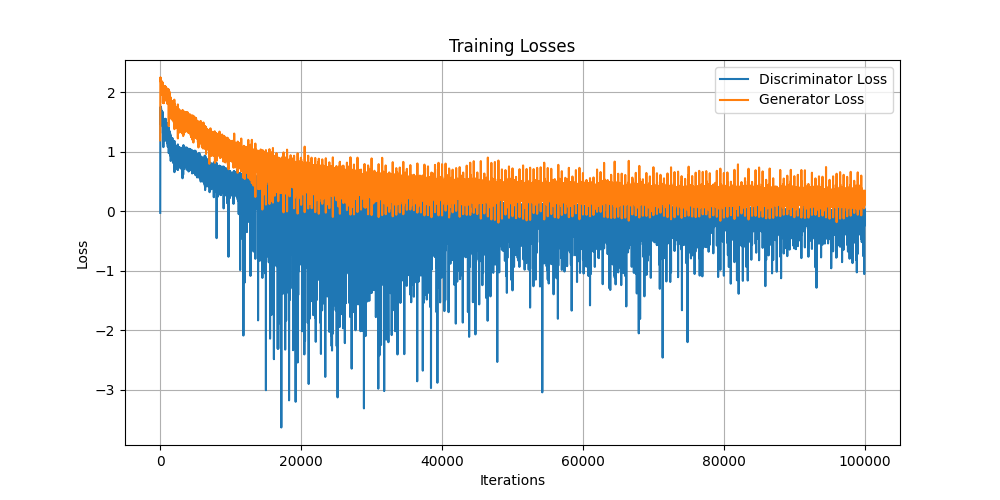 Training Losses
Discriminator Loss
Generator Loss
2
1
0
−1
−2
−3
Loss
0
20000
40000
60000
80000
100000
Iterations